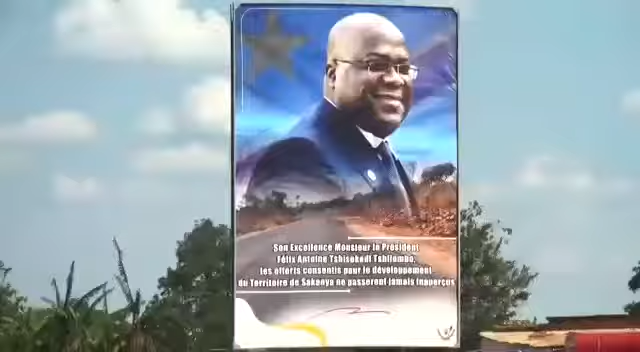 Son Excellence Monsieur le Président
Félix Antoine Tshisekedi Tshilombo,
les efforts consentis pour le développement
du Territoire de Sakanya ne passeront jamais inaperçus